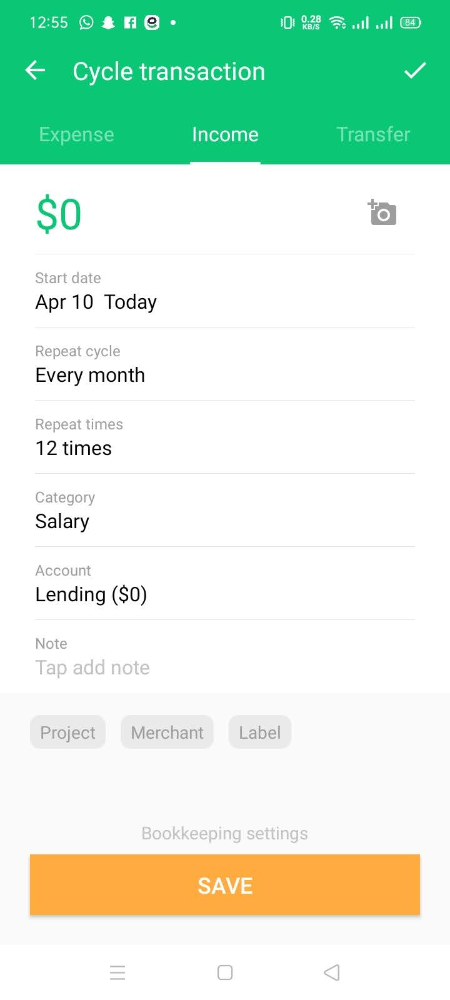 12:55 0.28 KB/S 84
Cycle transaction
Expense Income Transfer
$0
Start date
Apr 10 Today
Repeat cycle
Every month
Repeat times
12 times
Category
Salary
Account
Lending ($0)
Note
Tap add note
Project Merchant Label
Bookkeeping settings
SAVE